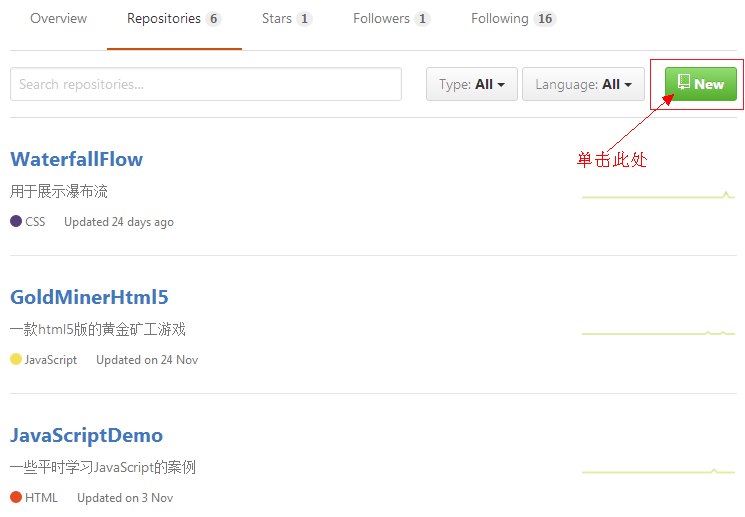 Overview Repositories 6 Stars 1 Followers 1 Following 16
Search repositories... Type: All Language: All New
单击此处
WaterfallFlow
用于展示瀑布流
CSS Updated 24 days ago
GoldMinerHtml5
一款html5版的黄金矿工游戏
JavaScript Updated on 24 Nov
JavaScriptDemo
一些平时学习JavaScript的案例
HTML Updated on 3 Nov